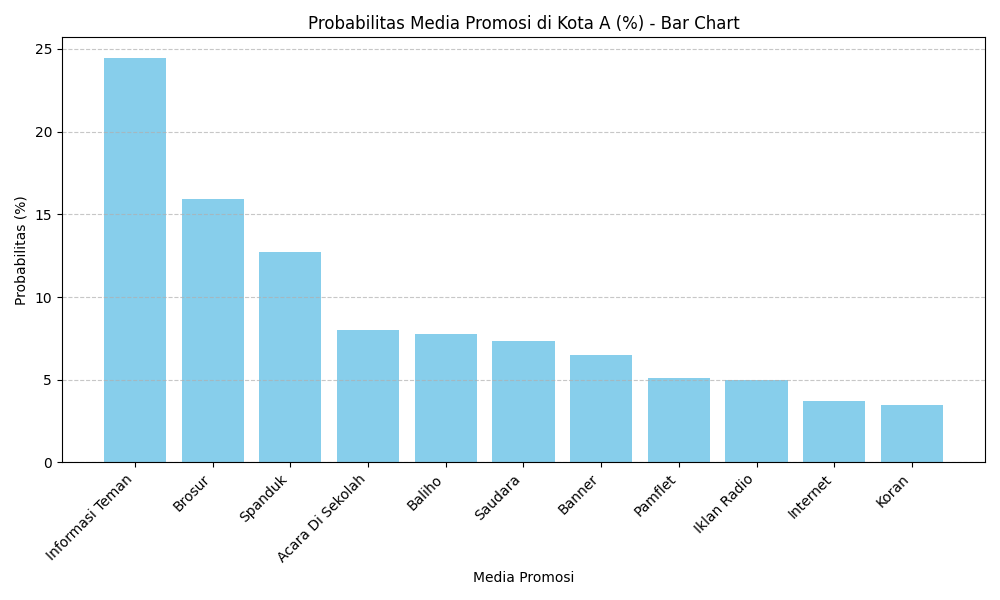 Probabilitas Media Promosi di Kota A (%) - Bar Chart
Probabilitas (%)
25
20
15
10
5
0
Informasi Teman
Brosur
Spanduk
Acara Di Sekolah
Baliho
Saudara
Banner
Pamflet
Iklan Radio
Internet
Koran
Media Promosi